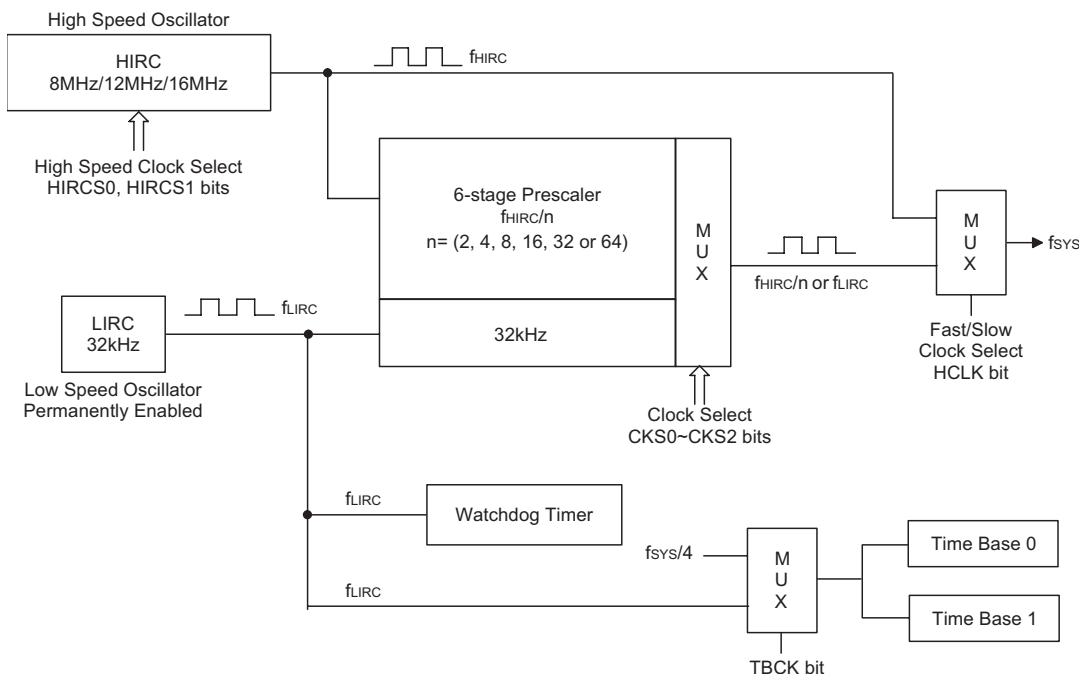 High Speed Oscillator
HIRC
8MHz/12MHz/16MHz
fHIRC
High Speed Clock Select
HIRCS0, HIRCS1 bits
6-stage Prescaler
fHIRC/n
n= (2, 4, 8, 16, 32 or 64)
M
U
X
M
U
X
fSYS
fHIRC/n or fLIRC
fLIRC
LIRC
32kHz
32kHz
Fast/Slow
Clock Select
HCLK bit
Low Speed Oscillator
Permanently Enabled
Clock Select
CKS0~CKS2 bits
fLIRC
Watchdog Timer
fSYS/4
M
U
X
Time Base 0
fLIRC
Time Base 1
TBCK bit